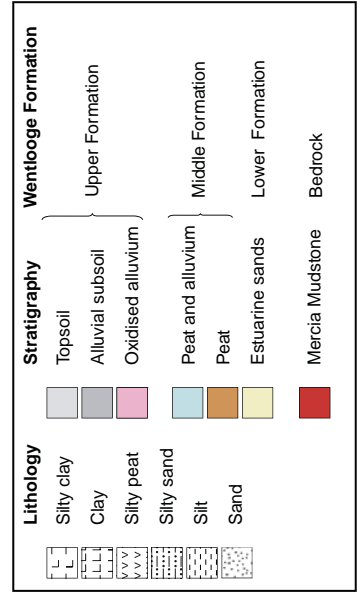 Lithology
Silty clay
Clay
Silty peat
Silty sand
Silt
Sand
Stratigraphy
Topsoil
Alluvial subsoil
Oxidised alluvium
Peat and alluvium
Peat
Estuarine sands
Mercia Mudstone
Wentlooge Formation
Upper Formation
Middle Formation
Lower Formation
Bedrock